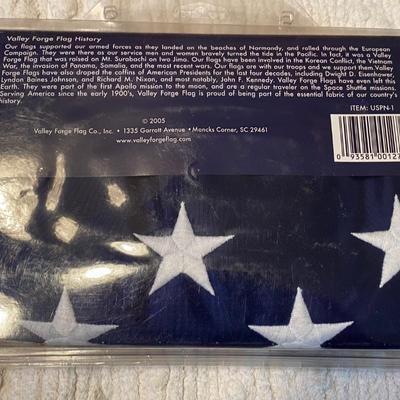 Valley Forge Flag History
Our flags supported our armed forces as they landed on the beaches of Normandy, and rolled through the European
Campaign. They were there as our service men and women bravely turned the tide in the Pacific. In fact, it was a Valley
Forge Flag that was raised on Mt. Surabachi on Iwo Jima. Our flags have been involved in the Korean Conflict, the Vietnam
War, the invasion of Panama, Somalia, and the most recent wars. Our flags are with our troops and we support them. Valley
Forge Flags have also draped the coffins of American Presidents for the last four decades, including Dwight D. Eisenhower,
Lyndon Baines Johnson, and Richard M. Nixon, and most notably, John F. Kennedy. Valley Forge Flags have even left this
Earth. They were part of the first Apollo mission to the moon, and are a regular traveler on the Space Shuttle missions.
Serving America since the early 1900's, Valley Forge Flag is proud of being part of the essential fabric of our country's
history.
ITEM: USPN-1
© 2005
Valley Forge Flag Co., Inc. • 1335 Garrott Avenue • Moncks Corner, SC 29461
www.valleyforgeflag.com
0 93581 00127